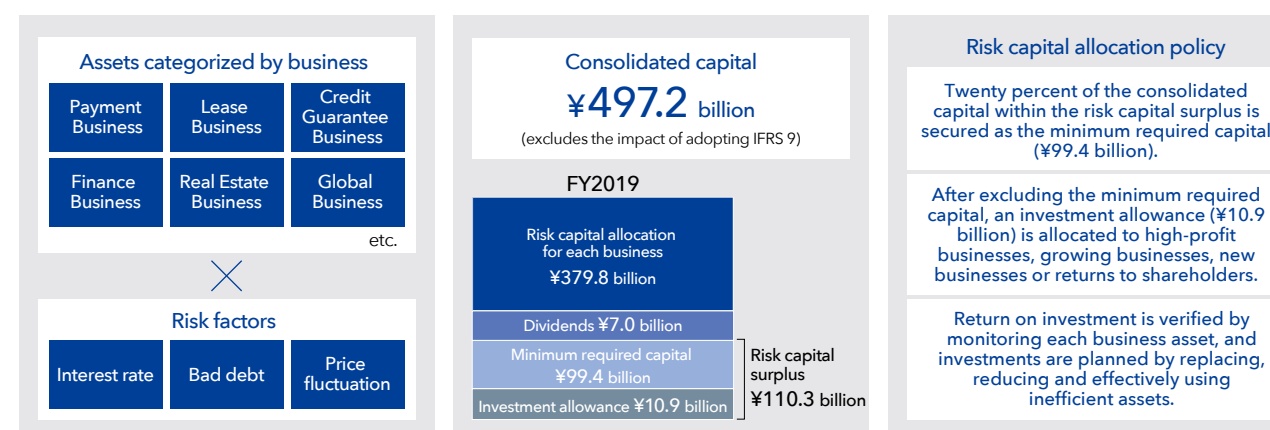 Assets categorized by business
Payment
Business
Lease
Business
Credit
Guarantee
Business
Finance
Business
Real Estate
Business
Global
Business
etc.
×
Risk factors
Interest rate
Bad debt
Price
fluctuation
Consolidated capital
¥497.2 billion
(excludes the impact of adopting IFRS 9)
FY2019
Risk capital allocation
for each business
¥379.8 billion
Dividends ¥7.0 billion
Minimum required capital
¥99.4 billion
Investment allowance ¥10.9 billion
Risk capital
surplus
¥110.3 billion
Risk capital allocation policy
Twenty percent of the consolidated
capital within the risk capital surplus is
secured as the minimum required capital
(¥99.4 billion).
After excluding the minimum required
capital, an investment allowance (¥10.9
billion) is allocated to high-profit
businesses, growing businesses, new
businesses or returns to shareholders.
Return on investment is verified by
monitoring each business asset, and
investments are planned by replacing,
reducing and effectively using
inefficient assets.